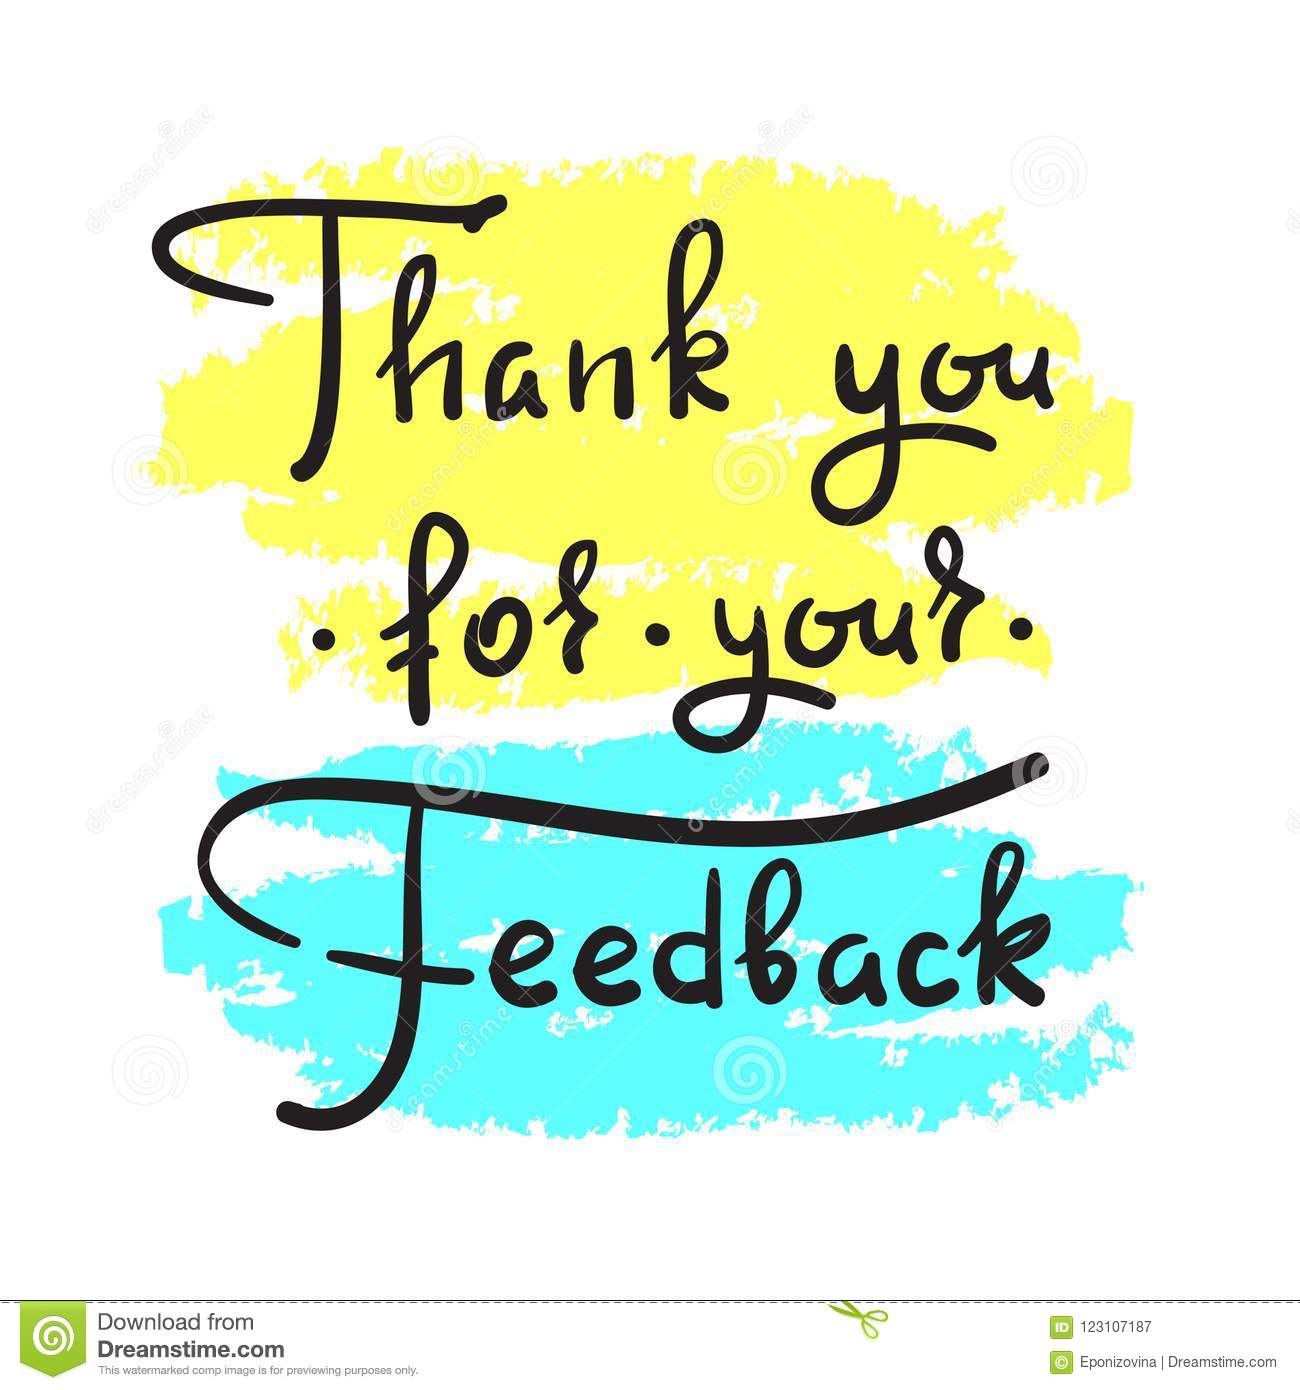 Thank you
• for • your •
Feedback
Download from
Dreamstime.com
This watermarked comp image is for previewing purposes only.
ID 123107187
© Eponizovina | Dreamstime.com
dreamstime